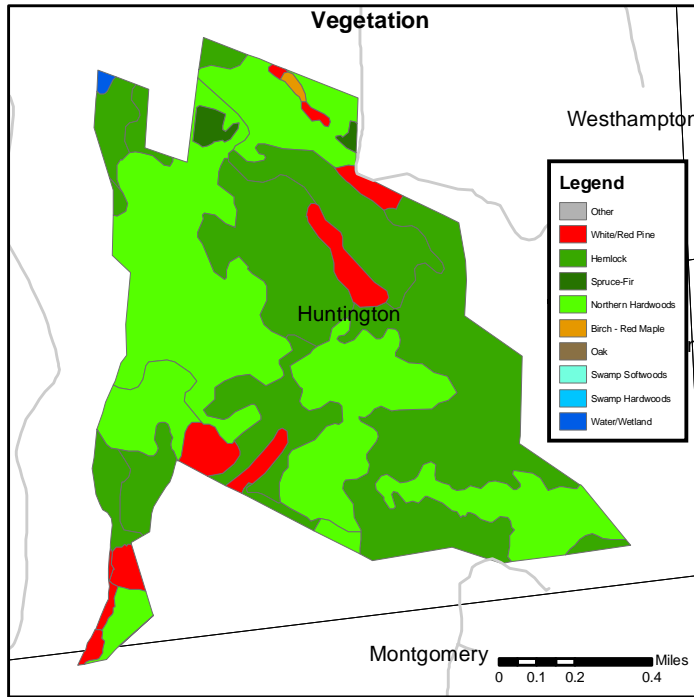 Vegetation
Westhampton
Legend
Other
White/Red Pine
Hemlock
Spruce-Fir
Northern Hardwoods
Birch - Red Maple
Oak
Swamp Softwoods
Swamp Hardwoods
Water/Wetland
Huntington
Montgomery
Miles
0 0.1 0.2 0.4